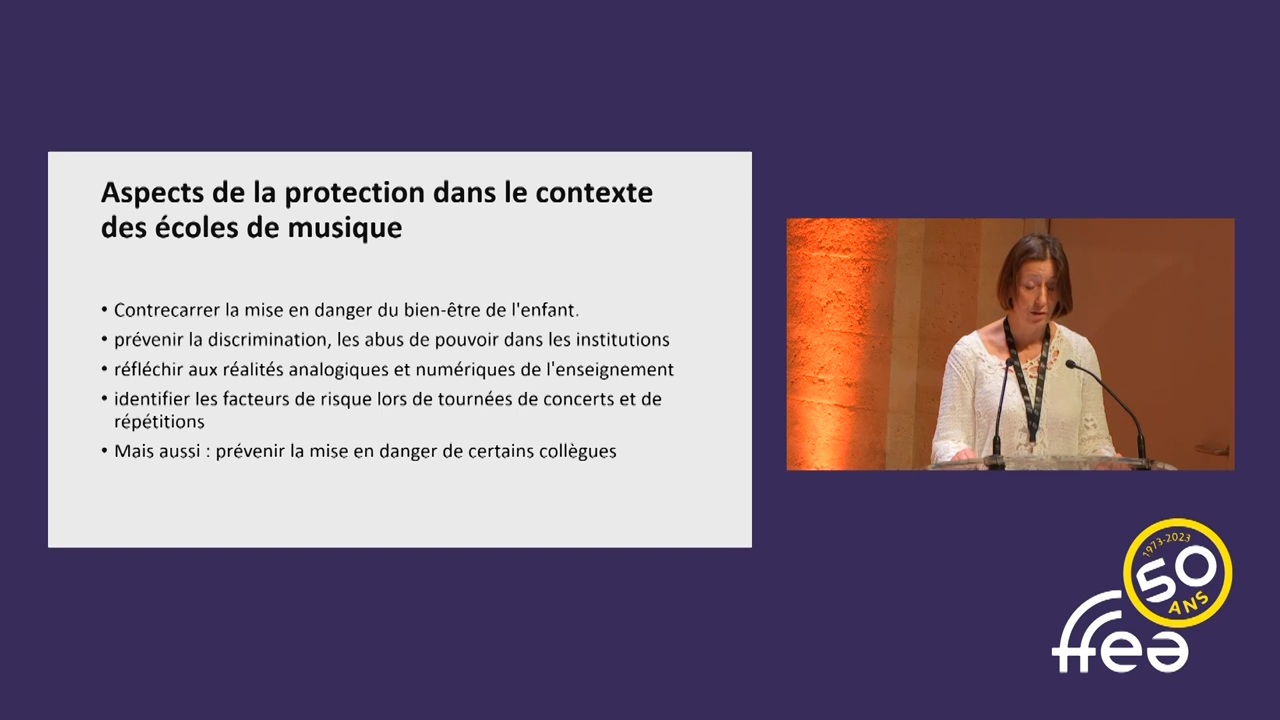 Aspects de la protection dans le contexte
des écoles de musique
• Contrecarrer la mise en danger du bien-être de l'enfant.
• prévenir la discrimination, les abus de pouvoir dans les institutions
• réfléchir aux réalités analogiques et numériques de l'enseignement
• identifier les facteurs de risque lors de tournées de concerts et de
répétitions
• Mais aussi : prévenir la mise en danger de certains collègues
1973-2023
50
ANS
ffea